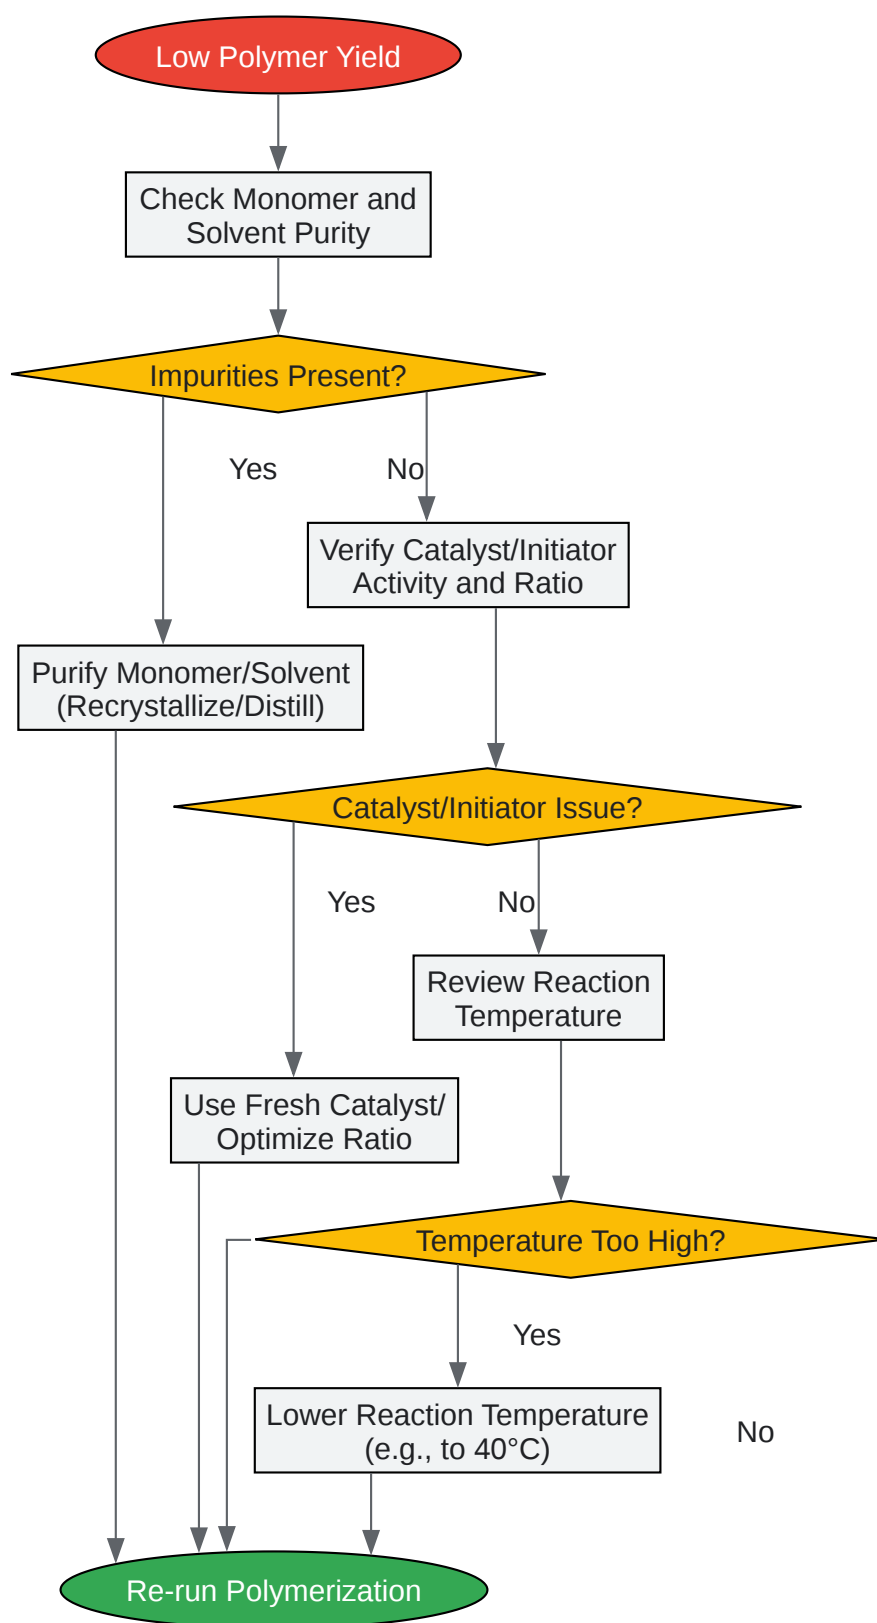 Low Polymer Yield
Check Monomer and
Solvent Purity
Impurities Present?
Yes
No
Verify Catalyst/Initiator
Activity and Ratio
Purify Monomer/Solvent
(Recrystallize/Distill)
Catalyst/Initiator Issue?
Yes
No
Review Reaction
Temperature
Use Fresh Catalyst/
Optimize Ratio
Temperature Too High?
Yes
Lower Reaction Temperature
(e.g., to 40°C)
No
Re-run Polymerization